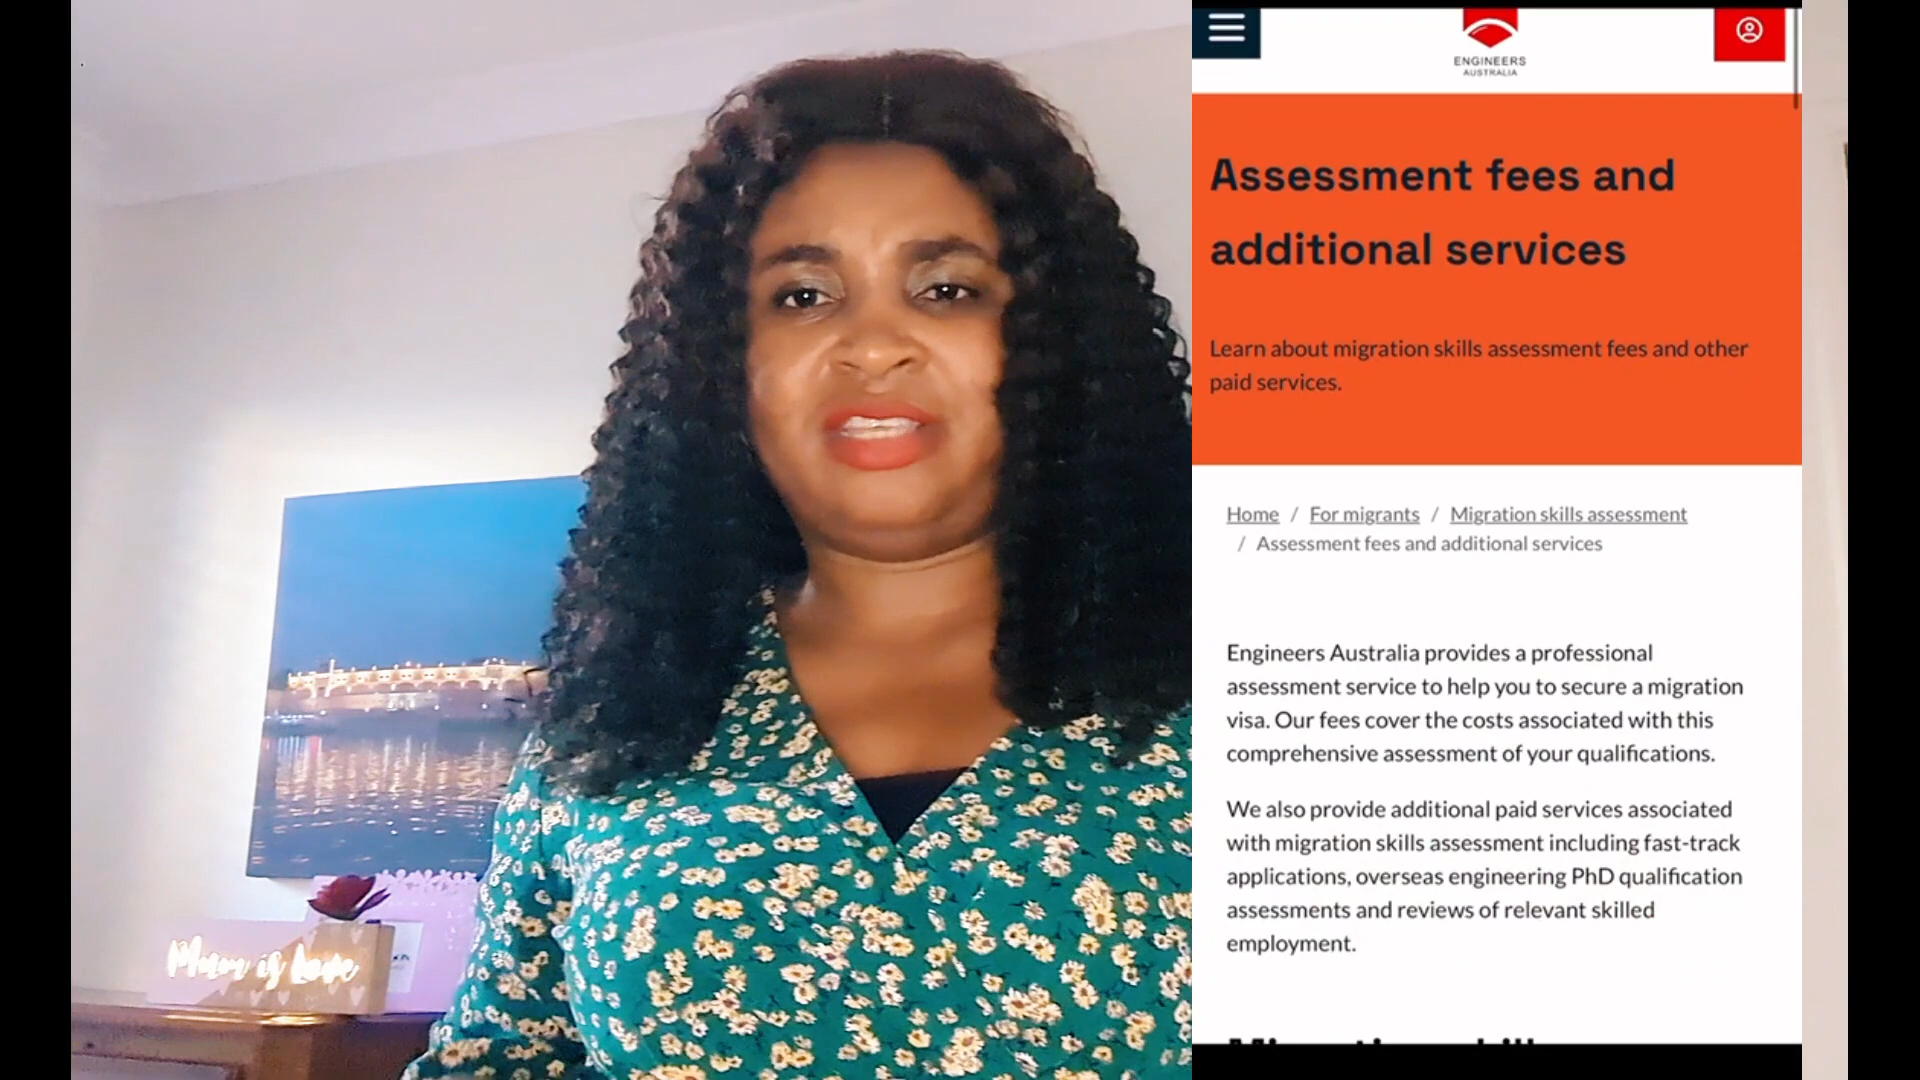 Mum is Love
ENGINEERS
AUSTRALIA
Assessment fees and
additional services
Learn about migration skills assessment fees and other
paid services.
Home / For migrants / Migration skills assessment
/ Assessment fees and additional services
Engineers Australia provides a professional
assessment service to help you to secure a migration
visa. Our fees cover the costs associated with this
comprehensive assessment of your qualifications.
We also provide additional paid services associated
with migration skills assessment including fast-track
applications, overseas engineering PhD qualification
assessments and reviews of relevant skilled
employment.